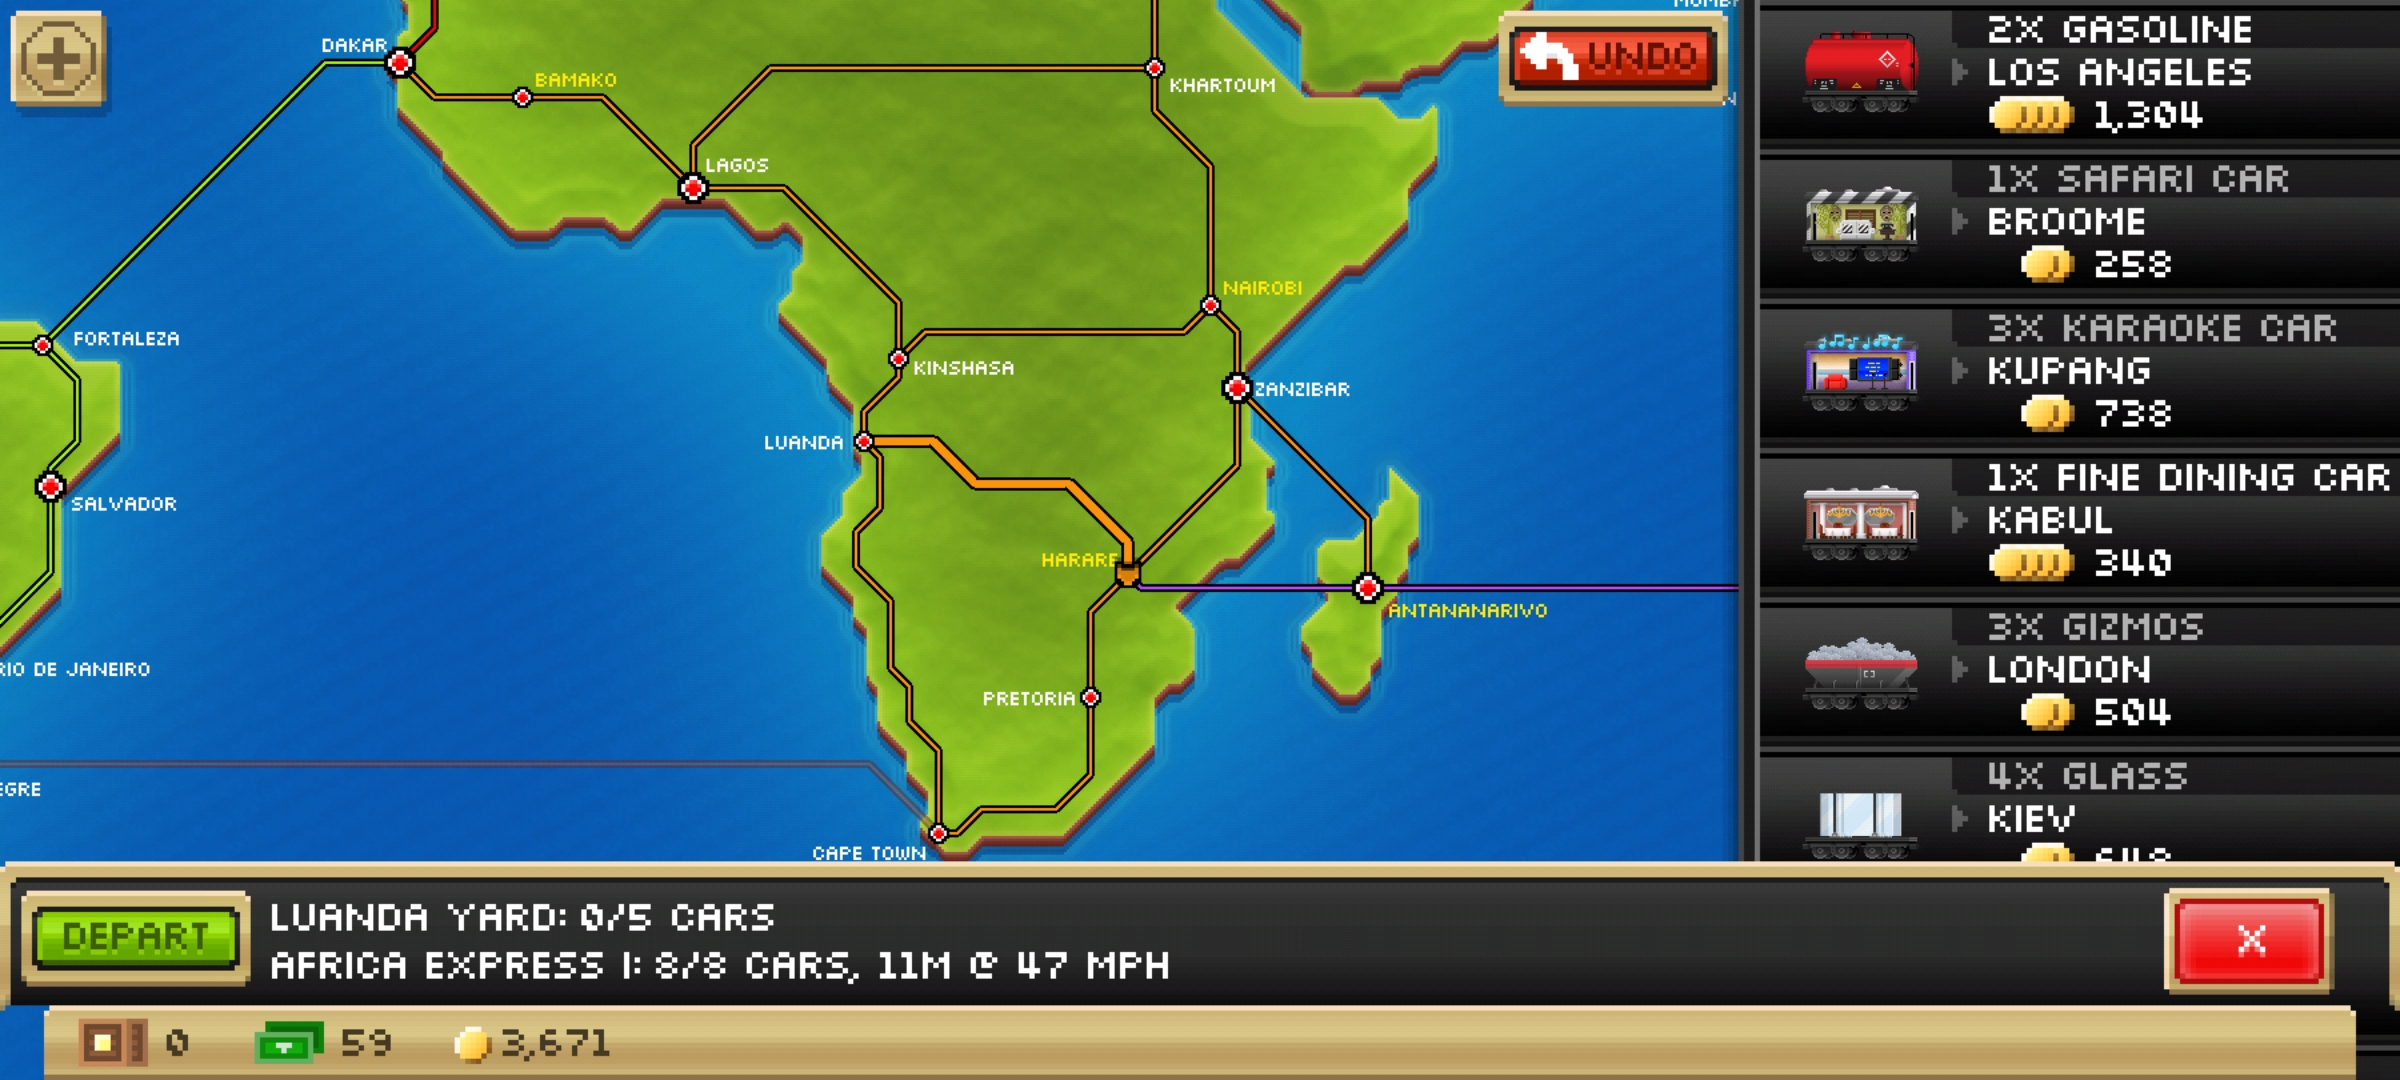 DAKAR
BAMAKO
LAGOS
KHARTOUM
UNDO
NAIROBI
FORTALEZA
KINSHASA
ZANZIBAR
LUANDA
SALVADOR
HARARE
ANTANANARIVO
RIO DE JANEIRO
PRETORIA
EGRE
CAPE TOWN
2X GASOLINE
LOS ANGELES
1,304
1X SAFARI CAR
BROOME
258
3X KARAOKE CAR
KUPANG
738
1X FINE DINING CAR
KABUL
340
3X GIZMOS
LONDON
504
4X GLASS
KIEV
DEPART
LUANDA YARD: 0/5 CARS
AFRICA EXPRESS I: 8/8 CARS, 11M @ 47 MPH
X
0
59
3,671